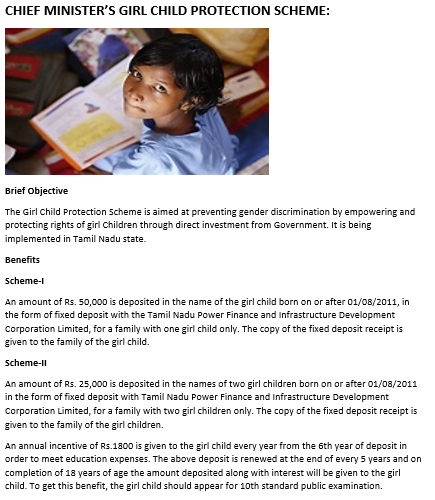 CHIEF MINISTER'S GIRL CHILD PROTECTION SCHEME:
Brief Objective
The Girl Child Protection Scheme is aimed at preventing gender discrimination by empowering and
protecting rights of girl Children through direct investment from Government. It is being
implemented in Tamil Nadu state.
Benefits
Scheme-I
An amount of Rs. 50,000 is deposited in the name of the girl child born on or after 01/08/2011, in
the form of fixed deposit with the Tamil Nadu Power Finance and Infrastructure Development
Corporation Limited, for a family with one girl child only. The copy of the fixed deposit receipt is
given to the family of the girl child.
Scheme-II
An amount of Rs. 25,000 is deposited in the names of two girl children born on or after 01/08/2011
in the form of fixed deposit with Tamil Nadu Power Finance and Infrastructure Development
Corporation Limited, for a family with two girl children only. The copy of the fixed deposit receipt is
given to the family of the girl children.
An annual incentive of Rs.1800 is given to the girl child every year from the 6th year of deposit in
order to meet education expenses. The above deposit is renewed at the end of every 5 years and on
completion of 18 years of age the amount deposited along with interest will be given to the girl
child. To get this benefit, the girl child should appear for 10th standard public examination.